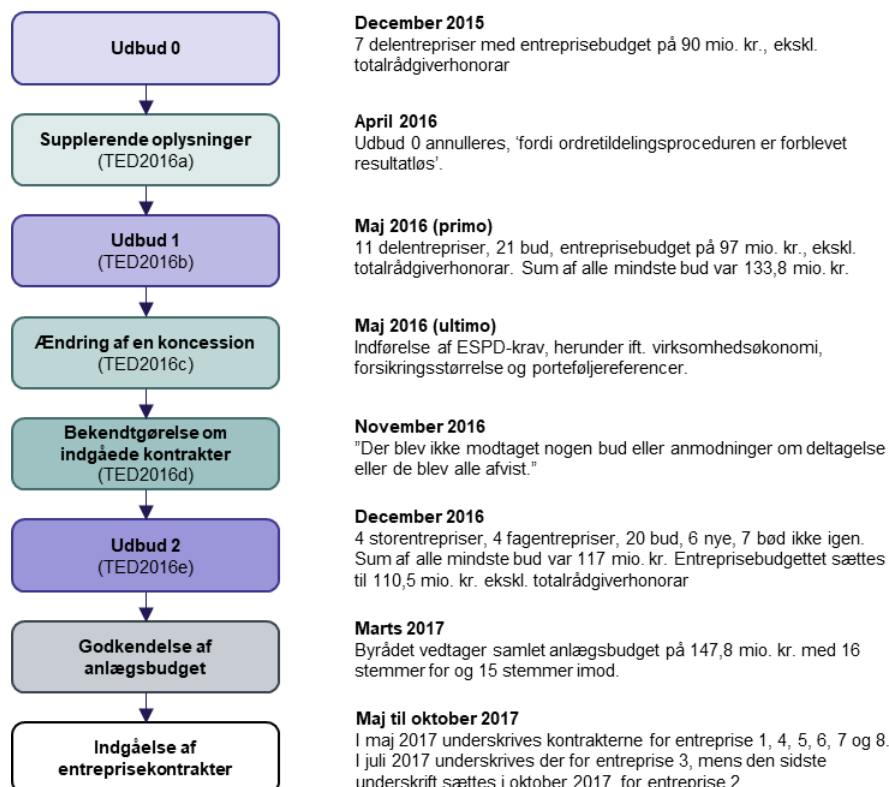 Udbud 0
December 2015
7 delentrepriser med entreprisebudget på 90 mio. kr., ekskl.
totalrådgiverhonorar
Supplerende oplysninger
(TED2016a)
April 2016
Udbud 0 annulleres, ‘fordi ordretildelingsproceduren er forblevet
resultatløs’.
Udbud 1
(TED2016b)
Maj 2016 (primo)
11 delentrepriser, 21 bud, entreprisebudget på 97 mio. kr., ekskl.
totalrådgiverhonorar. Sum af alle mindste bud var 133,8 mio. kr.
Ændring af en koncession
(TED2016c)
Maj 2016 (ultimo)
Indførelse af ESPD-krav, herunder ift. virksomhedsøkonomi,
forsikringsstørrelse og porteføljereferencer.
Bekendtgørelse om
indgåede kontrakter
(TED2016d)
November 2016
”Der blev ikke modtaget nogen bud eller anmodninger om deltagelse
eller de blev alle afvist.”
Udbud 2
(TED2016e)
December 2016
4 storentrepriser, 4 fagentrepriser, 20 bud, 6 nye, 7 bød ikke igen.
Sum af alle mindste bud var 117 mio. kr. Entreprisebudgettet sættes
til 110,5 mio. kr. ekskl. totalrådgiverhonorar
Godkendelse af
anlægsbudget
Marts 2017
Byrådet vedtager samlet anlægsbudget på 147,8 mio. kr. med 16
stemmer for og 15 stemmer imod.
Indgåelse af
entreprisekontrakter
Maj til oktober 2017
I maj 2017 underskrives kontrakterne for entreprise 1, 4, 5, 6, 7 og 8.
I juli 2017 underskrives der for entreprise 3, mens den sidste
underskrift sættes i oktober 2017, for entreprise 2